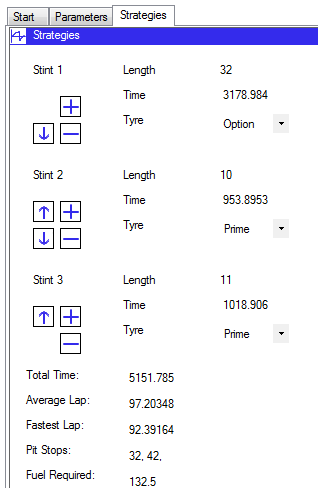 Start Parameters Strategies
Strategies
Stint 1 Length 32
Time 3178.984
Tyre Option
Stint 2 Length 10
Time 953.8953
Tyre Prime
Stint 3 Length 11
Time 1018.906
Tyre Prime
Total Time: 5151.785
Average Lap: 97.20348
Fastest Lap: 92.39164
Pit Stops: 32, 42,
Fuel Required: 132.5